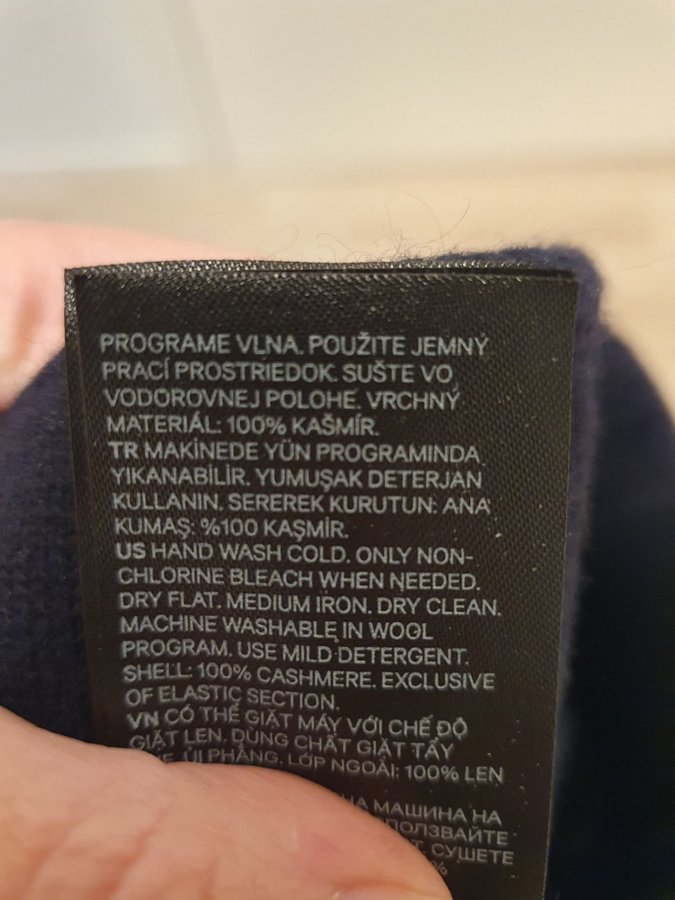 PROGRAME VLNA. POUŽITE JEMNÝ
PRACÍ PROSTRIEDOK. SUŠTE VO
VODOROVNEJ POLOHE. VRCHNÝ
MATERIÁL: 100% KAŠMÍR.
TR MAKİNEDE YÜN PROGRAMINDA
YIKANABİLİR. YUMUŞAK DETERJAN
KULLANIN. SEREREK KURUTUN: ANA
KUMAŞ: %100 KAŞMİR.
US HAND WASH COLD. ONLY NON-
CHLORINE BLEACH WHEN NEEDED.
DRY FLAT. MEDIUM IRON. DRY CLEAN.
MACHINE WASHABLE IN WOOL
PROGRAM. USE MILD DETERGENT.
SHELL: 100% CASHMERE. EXCLUSIVE
OF ELASTIC SECTION.
VN CÓ THỂ GIẶT MÁY VỚI CHẾ ĐỘ
GIẶT LEN, DÙNG CHẤT GIẶT TẨY
ỦI PHẲNG. LỚP NGOÀI: 100% LEN
МАШИНА НА
СУШЕТЕ